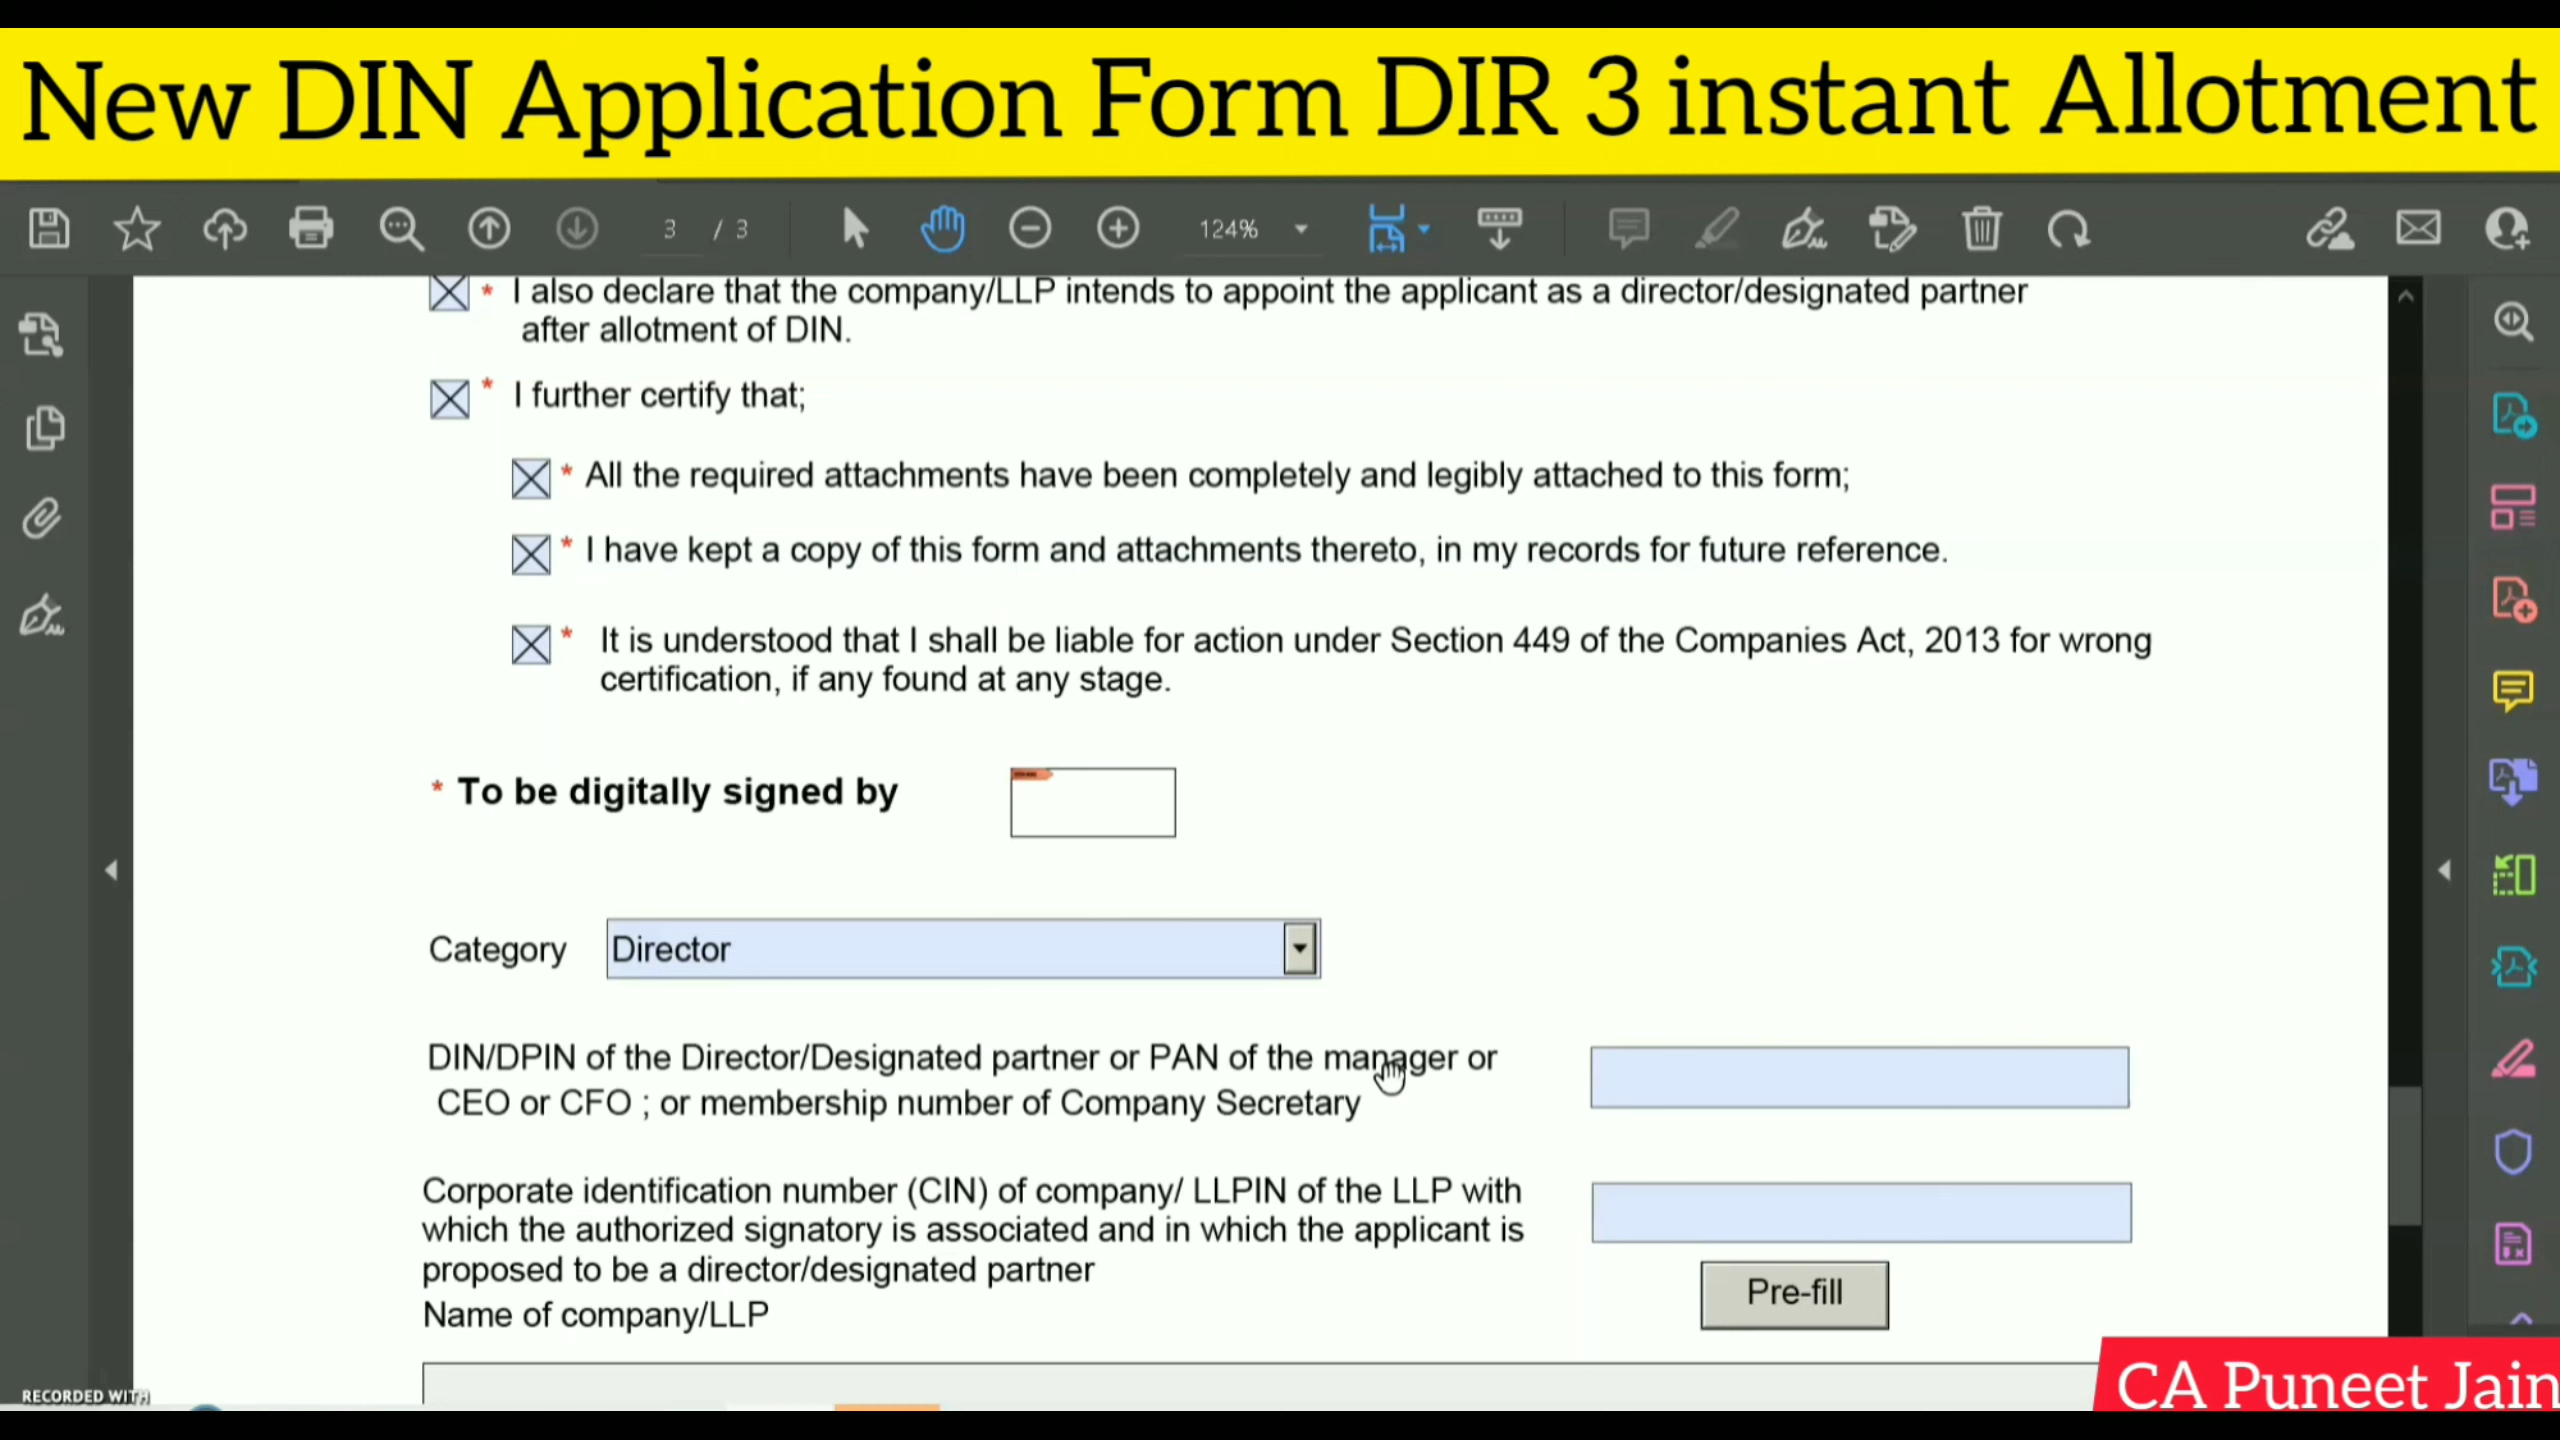 New DIN Application Form DIR 3 instant Allotment
3 / 3
124%
* I also declare that the company/LLP intends to appoint the applicant as a director/designated partner
after allotment of DIN.
* I further certify that;
* All the required attachments have been completely and legibly attached to this form;
* I have kept a copy of this form and attachments thereto, in my records for future reference.
* It is understood that I shall be liable for action under Section 449 of the Companies Act, 2013 for wrong
certification, if any found at any stage.
* To be digitally signed by
Category Director
DIN/DPIN of the Director/Designated partner or PAN of the manager or
CEO or CFO ; or membership number of Company Secretary
Corporate identification number (CIN) of company/ LLPIN of the LLP with
which the authorized signatory is associated and in which the applicant is
proposed to be a director/designated partner
Pre-fill
Name of company/LLP
RECORDED WITH
CA Puneet Jain